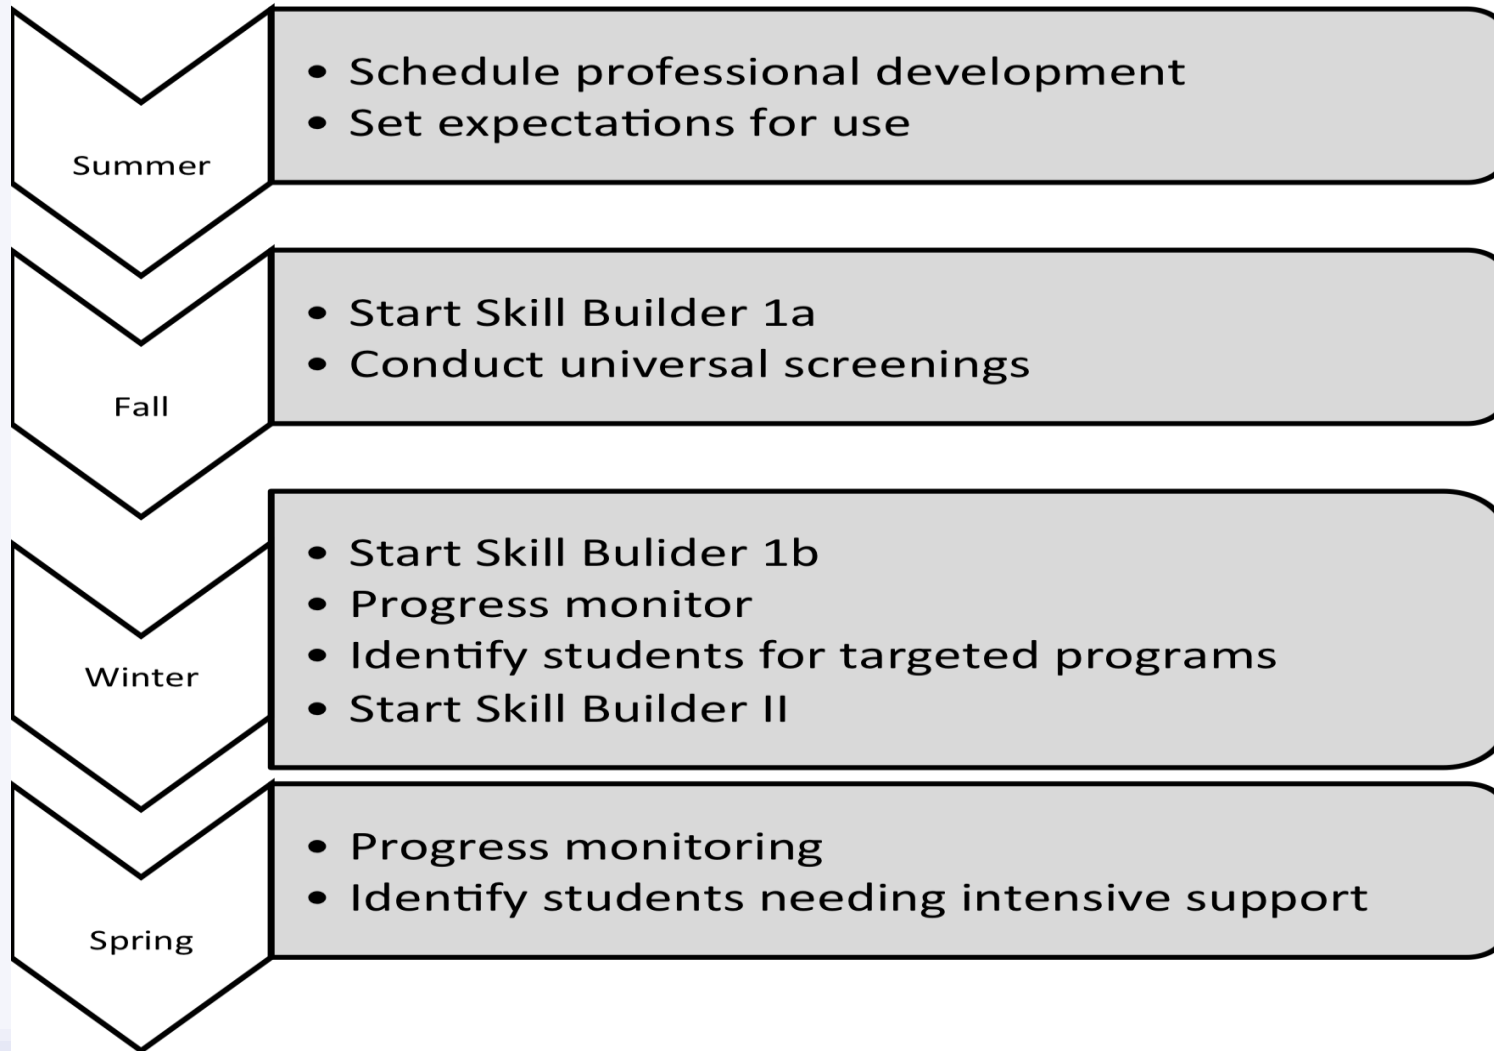 Summer
• Schedule professional development
• Set expectations for use
Fall
• Start Skill Builder 1a
• Conduct universal screenings
Winter
• Start Skill Bulider 1b
• Progress monitor
• Identify students for targeted programs
• Start Skill Builder II
Spring
• Progress monitoring
• Identify students needing intensive support